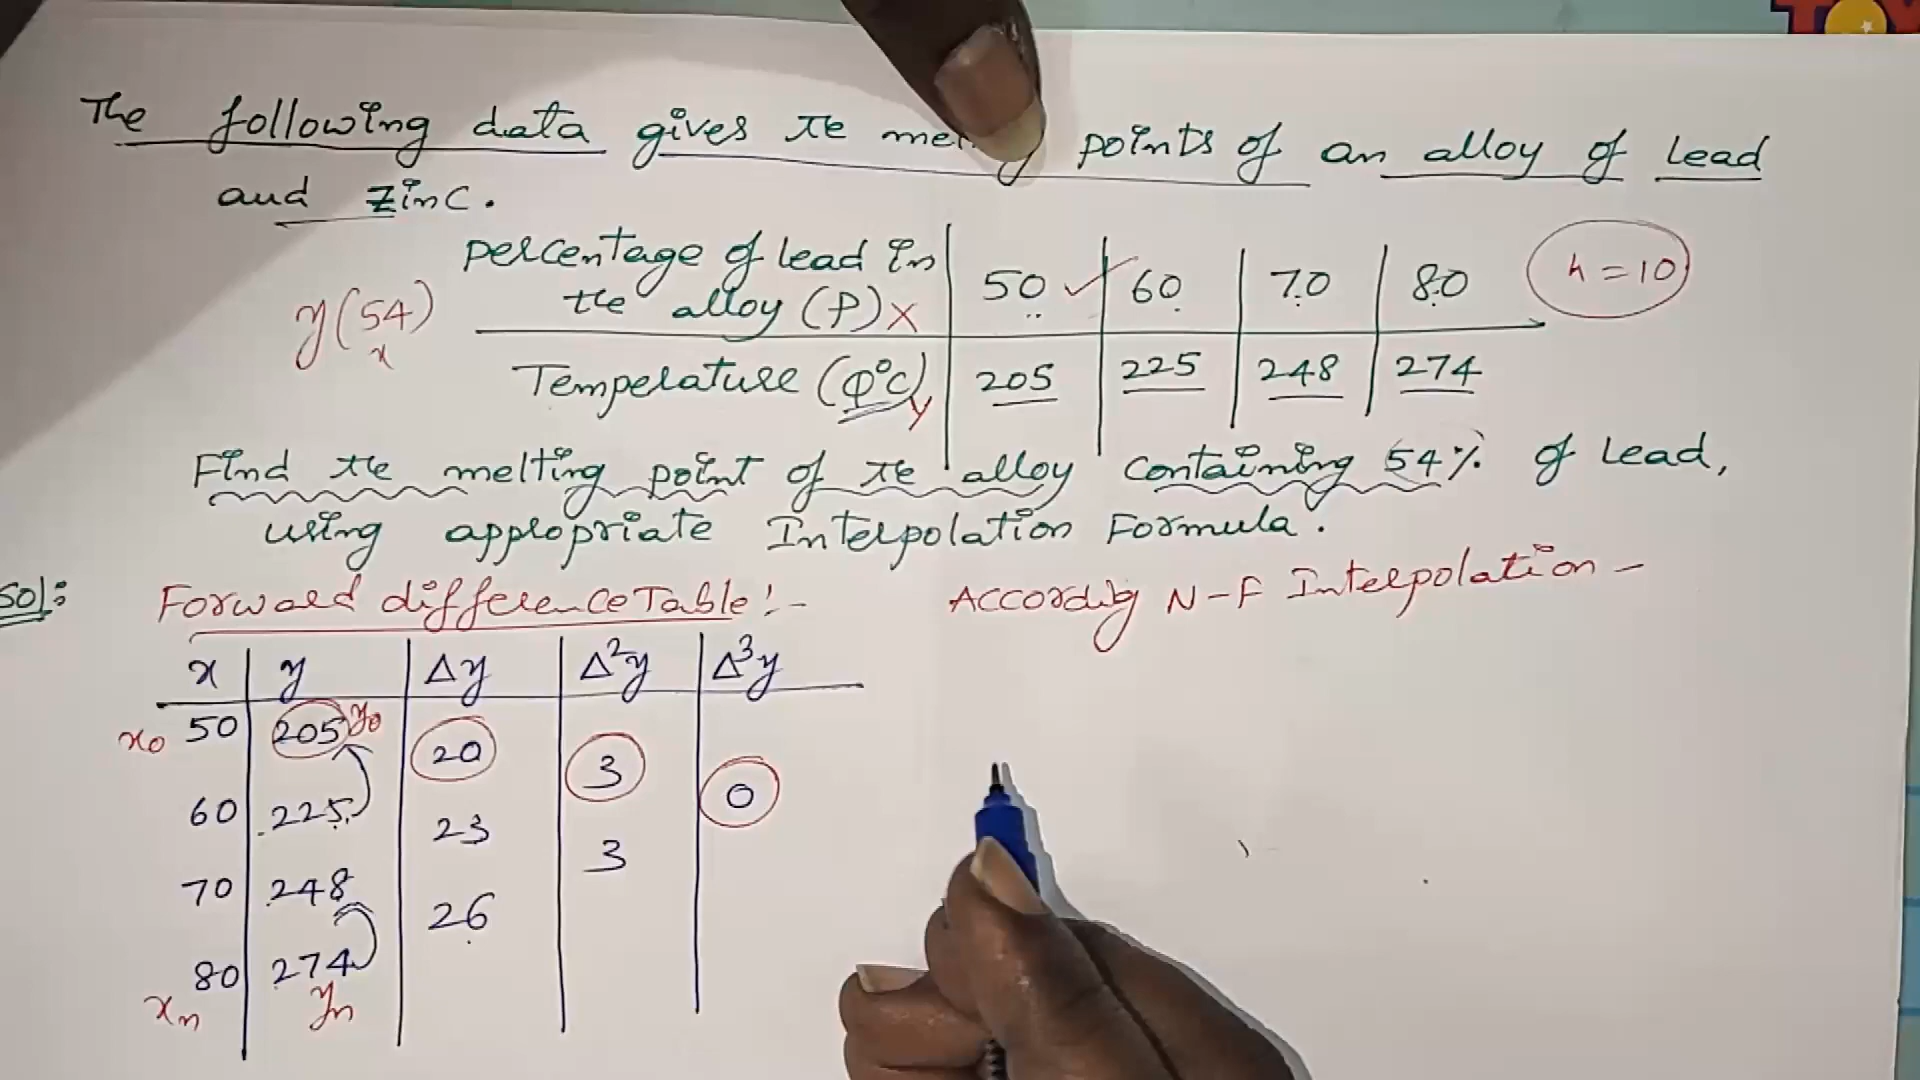 The following data gives the points of an alloy of Lead
and Zinc.
percentage of lead in the alloy (P) X | 50 ✓ | 60 | 70 | 80
h = 10
y(54)
x
Temperature (Φ°C) y | 205 | 225 | 248 | 274
Find the melting point of the alloy containing 54% of Lead,
using appropriate Interpolation Formula.
Sol:
Forward difference Table:-
x | y | Δy | Δ²y | Δ³y
x₀ 50 | 205 y₀ | 20 | 3 | 0
60 | 225 | 23 | 3
70 | 248 | 26
80 | 274
xₙ yₙ
According N-F Interpolation -